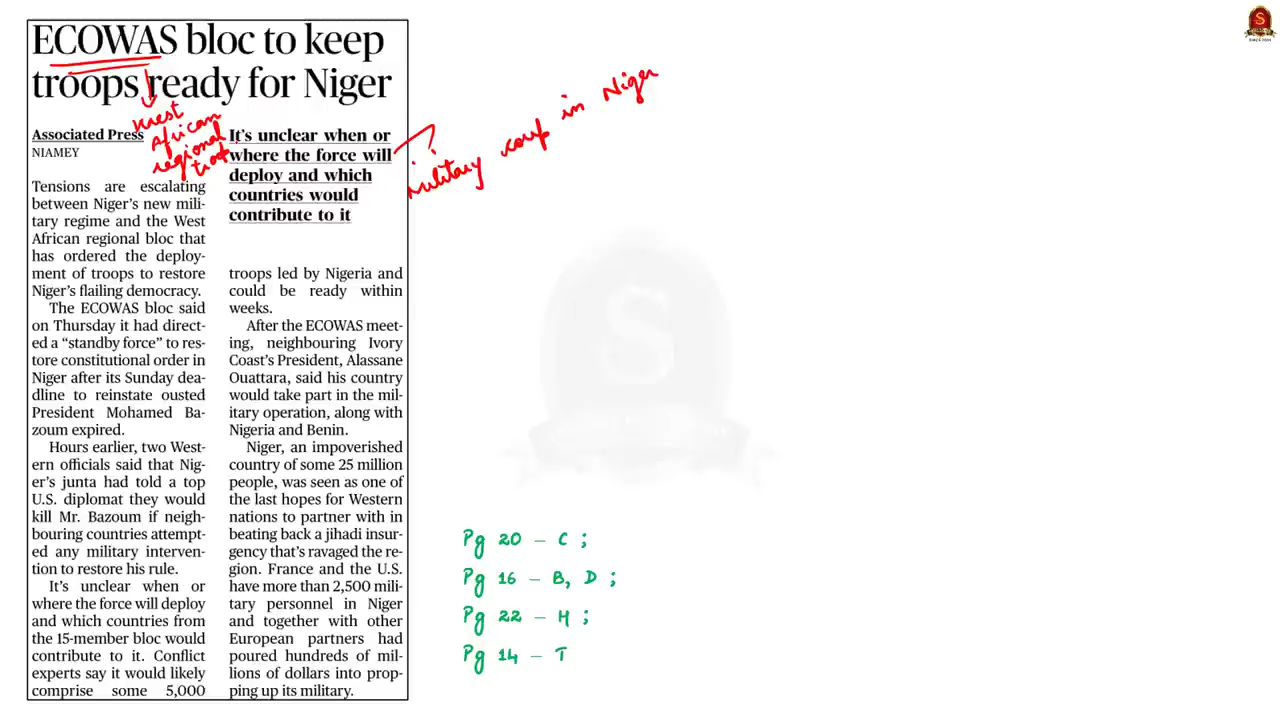 ECOWAS bloc to keep
troops ready for Niger
West
African
regional
Associated Press
NIAMEY
It's unclear when or
where the force will
deploy and which
countries would
contribute to it
military coup in Niger
Tensions are escalating
between Niger's new mili-
tary regime and the West
African regional bloc that
has ordered the deploy-
ment of troops to restore
Niger's flailing democracy.
The ECOWAS bloc said
on Thursday it had direct-
ed a “standby force” to res-
tore constitutional order in
Niger after its Sunday dea-
dline to reinstate ousted
President Mohamed Ba-
zoum expired.
Hours earlier, two West-
ern officials said that Nig-
er's junta had told a top
U.S. diplomat they would
kill Mr. Bazoum if neigh-
bouring countries attempt-
ed any military interven-
tion to restore his rule.
It's unclear when or
where the force will deploy
and which countries from
the 15-member bloc would
contribute to it. Conflict
experts say it would likely
comprise some 5,000
troops led by Nigeria and
could be ready within
weeks.
After the ECOWAS meet-
ing, neighbouring Ivory
Coast's President, Alassane
Ouattara, said his country
would take part in the mil-
itary operation, along with
Nigeria and Benin.
Niger, an impoverished
country of some 25 million
people, was seen as one of
the last hopes for Western
nations to partner with in
beating back a jihadi insur-
gency that's ravaged the re-
gion. France and the U.S.
have more than 2,500 mili-
tary personnel in Niger
and together with other
European partners had
poured hundreds of mil-
lions of dollars into prop-
ping up its military.
Pg 20 – C ;
Pg 16 – B, D ;
Pg 22 – H ;
Pg 14 – T